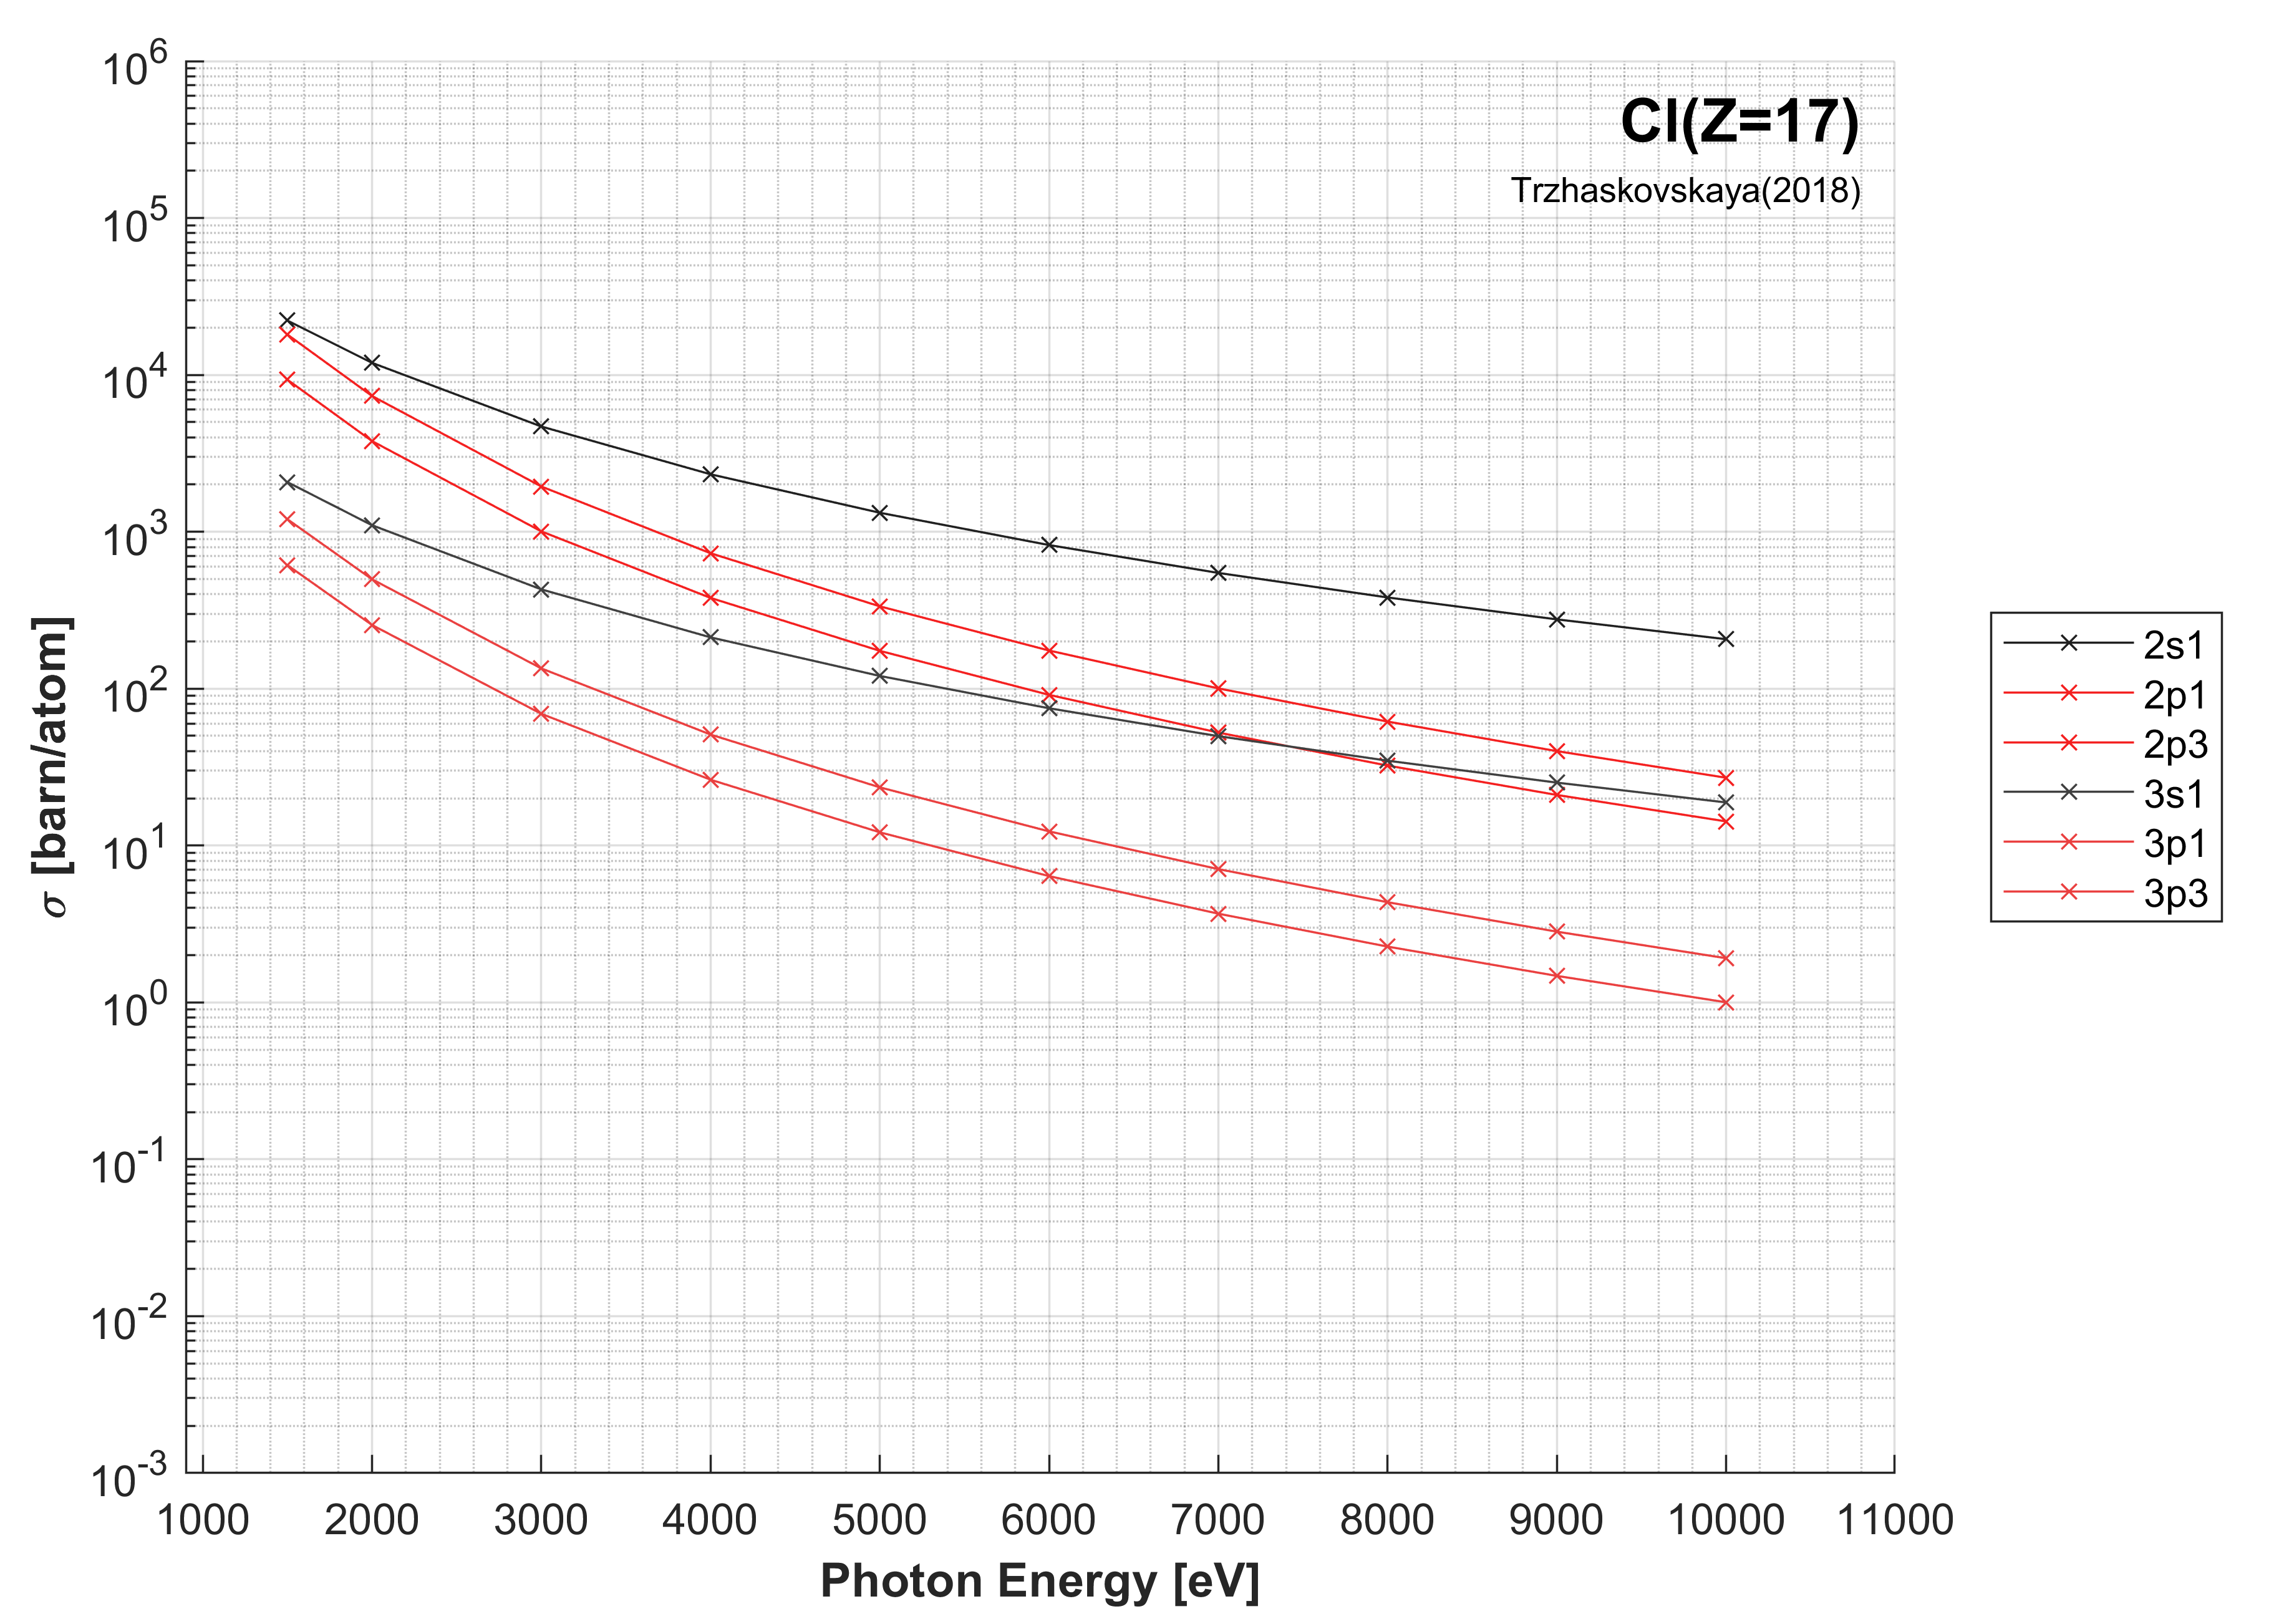 Cl(Z=17)
Trzhaskovskaya(2018)
σ [barn/atom]
10^6
10^5
10^4
10^3
10^2
10^1
10^0
10^-1
10^-2
10^-3
1000 2000 3000 4000 5000 6000 7000 8000 9000 10000 11000
Photon Energy [eV]
2s1
2p1
2p3
3s1
3p1
3p3